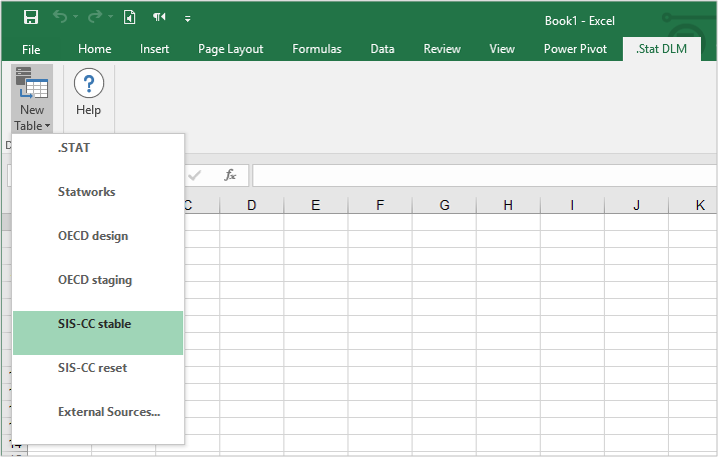 Book1 - Excel
File Home Insert Page Layout Formulas Data Review View Power Pivot .Stat DLM
New Table
Help
.STAT
Statworks
OECD design
OECD staging
SIS-CC stable
SIS-CC reset
External Sources...
fx
C D E F G H I J K